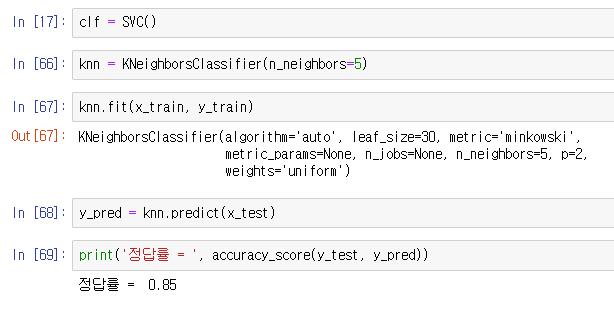 In [17]: clf = SVC()
In [66]: knn = KNeighborsClassifier(n_neighbors=5)
In [67]: knn.fit(x_train, y_train)
Out[67]: KNeighborsClassifier(algorithm='auto', leaf_size=30, metric='minkowski',
metric_params=None, n_jobs=None, n_neighbors=5, p=2,
weights='uniform')
In [68]: y_pred = knn.predict(x_test)
In [69]: print('정답률 = ', accuracy_score(y_test, y_pred))
정답률 =  0.85